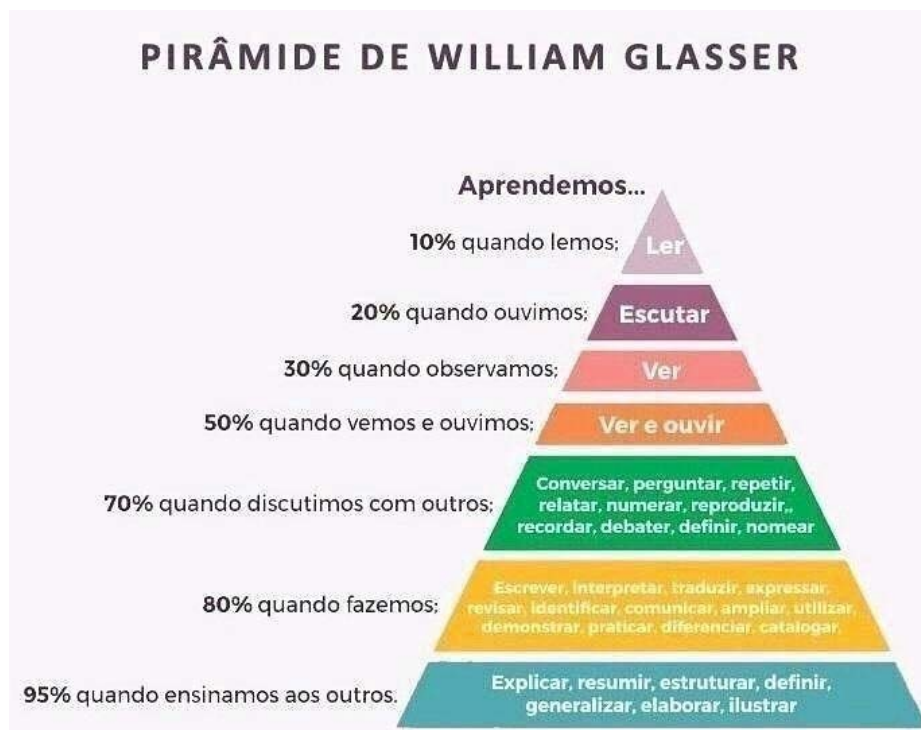 PIRÂMIDE DE WILLIAM GLASSER
Aprendemos...
10% quando lemos;
Ler
20% quando ouvimos;
Escutar
30% quando observamos;
Ver
50% quando vemos e ouvimos;
Ver e ouvir
70% quando discutimos com outros;
Conversar, perguntar, repetir,
relatar, numerar, reproduzir,,
recordar, debater, definir, nomear
80% quando fazemos;
Escrever, interpretar, traduzir, expressar,
revisar, identificar, comunicar, ampliar, utilizar,
demonstrar, praticar, diferenciar, catalogar,
95% quando ensinamos aos outros.
Explicar, resumir, estruturar, definir,
generalizar, elaborar, ilustrar